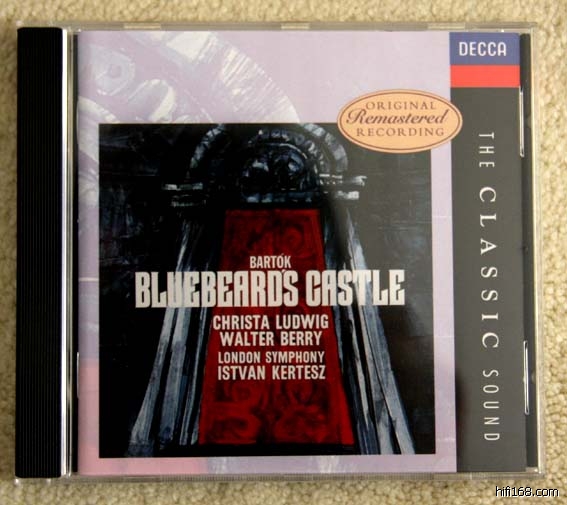 DECCA
ORIGINAL
Remastered
RECORDING
THE CLASSIC SOUND
BARTÓK
BLUEBEARD'S CASTLE
CHRISTA LUDWIG
WALTER BERRY
LONDON SYMPHONY
ISTVAN KERTESZ
hifi168.com